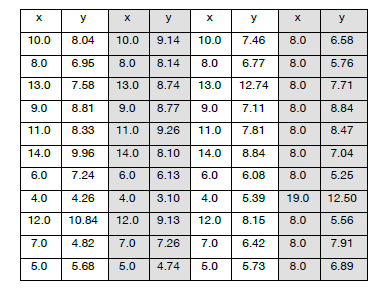 x y x y x y x y
10.0 8.04 10.0 9.14 10.0 7.46 8.0 6.58
8.0 6.95 8.0 8.14 8.0 6.77 8.0 5.76
13.0 7.58 13.0 8.74 13.0 12.74 8.0 7.71
9.0 8.81 9.0 8.77 9.0 7.11 8.0 8.84
11.0 8.33 11.0 9.26 11.0 7.81 8.0 8.47
14.0 9.96 14.0 8.10 14.0 8.84 8.0 7.04
6.0 7.24 6.0 6.13 6.0 6.08 8.0 5.25
4.0 4.26 4.0 3.10 4.0 5.39 19.0 12.50
12.0 10.84 12.0 9.13 12.0 8.15 8.0 5.56
7.0 4.82 7.0 7.26 7.0 6.42 8.0 7.91
5.0 5.68 5.0 4.74 5.0 5.73 8.0 6.89